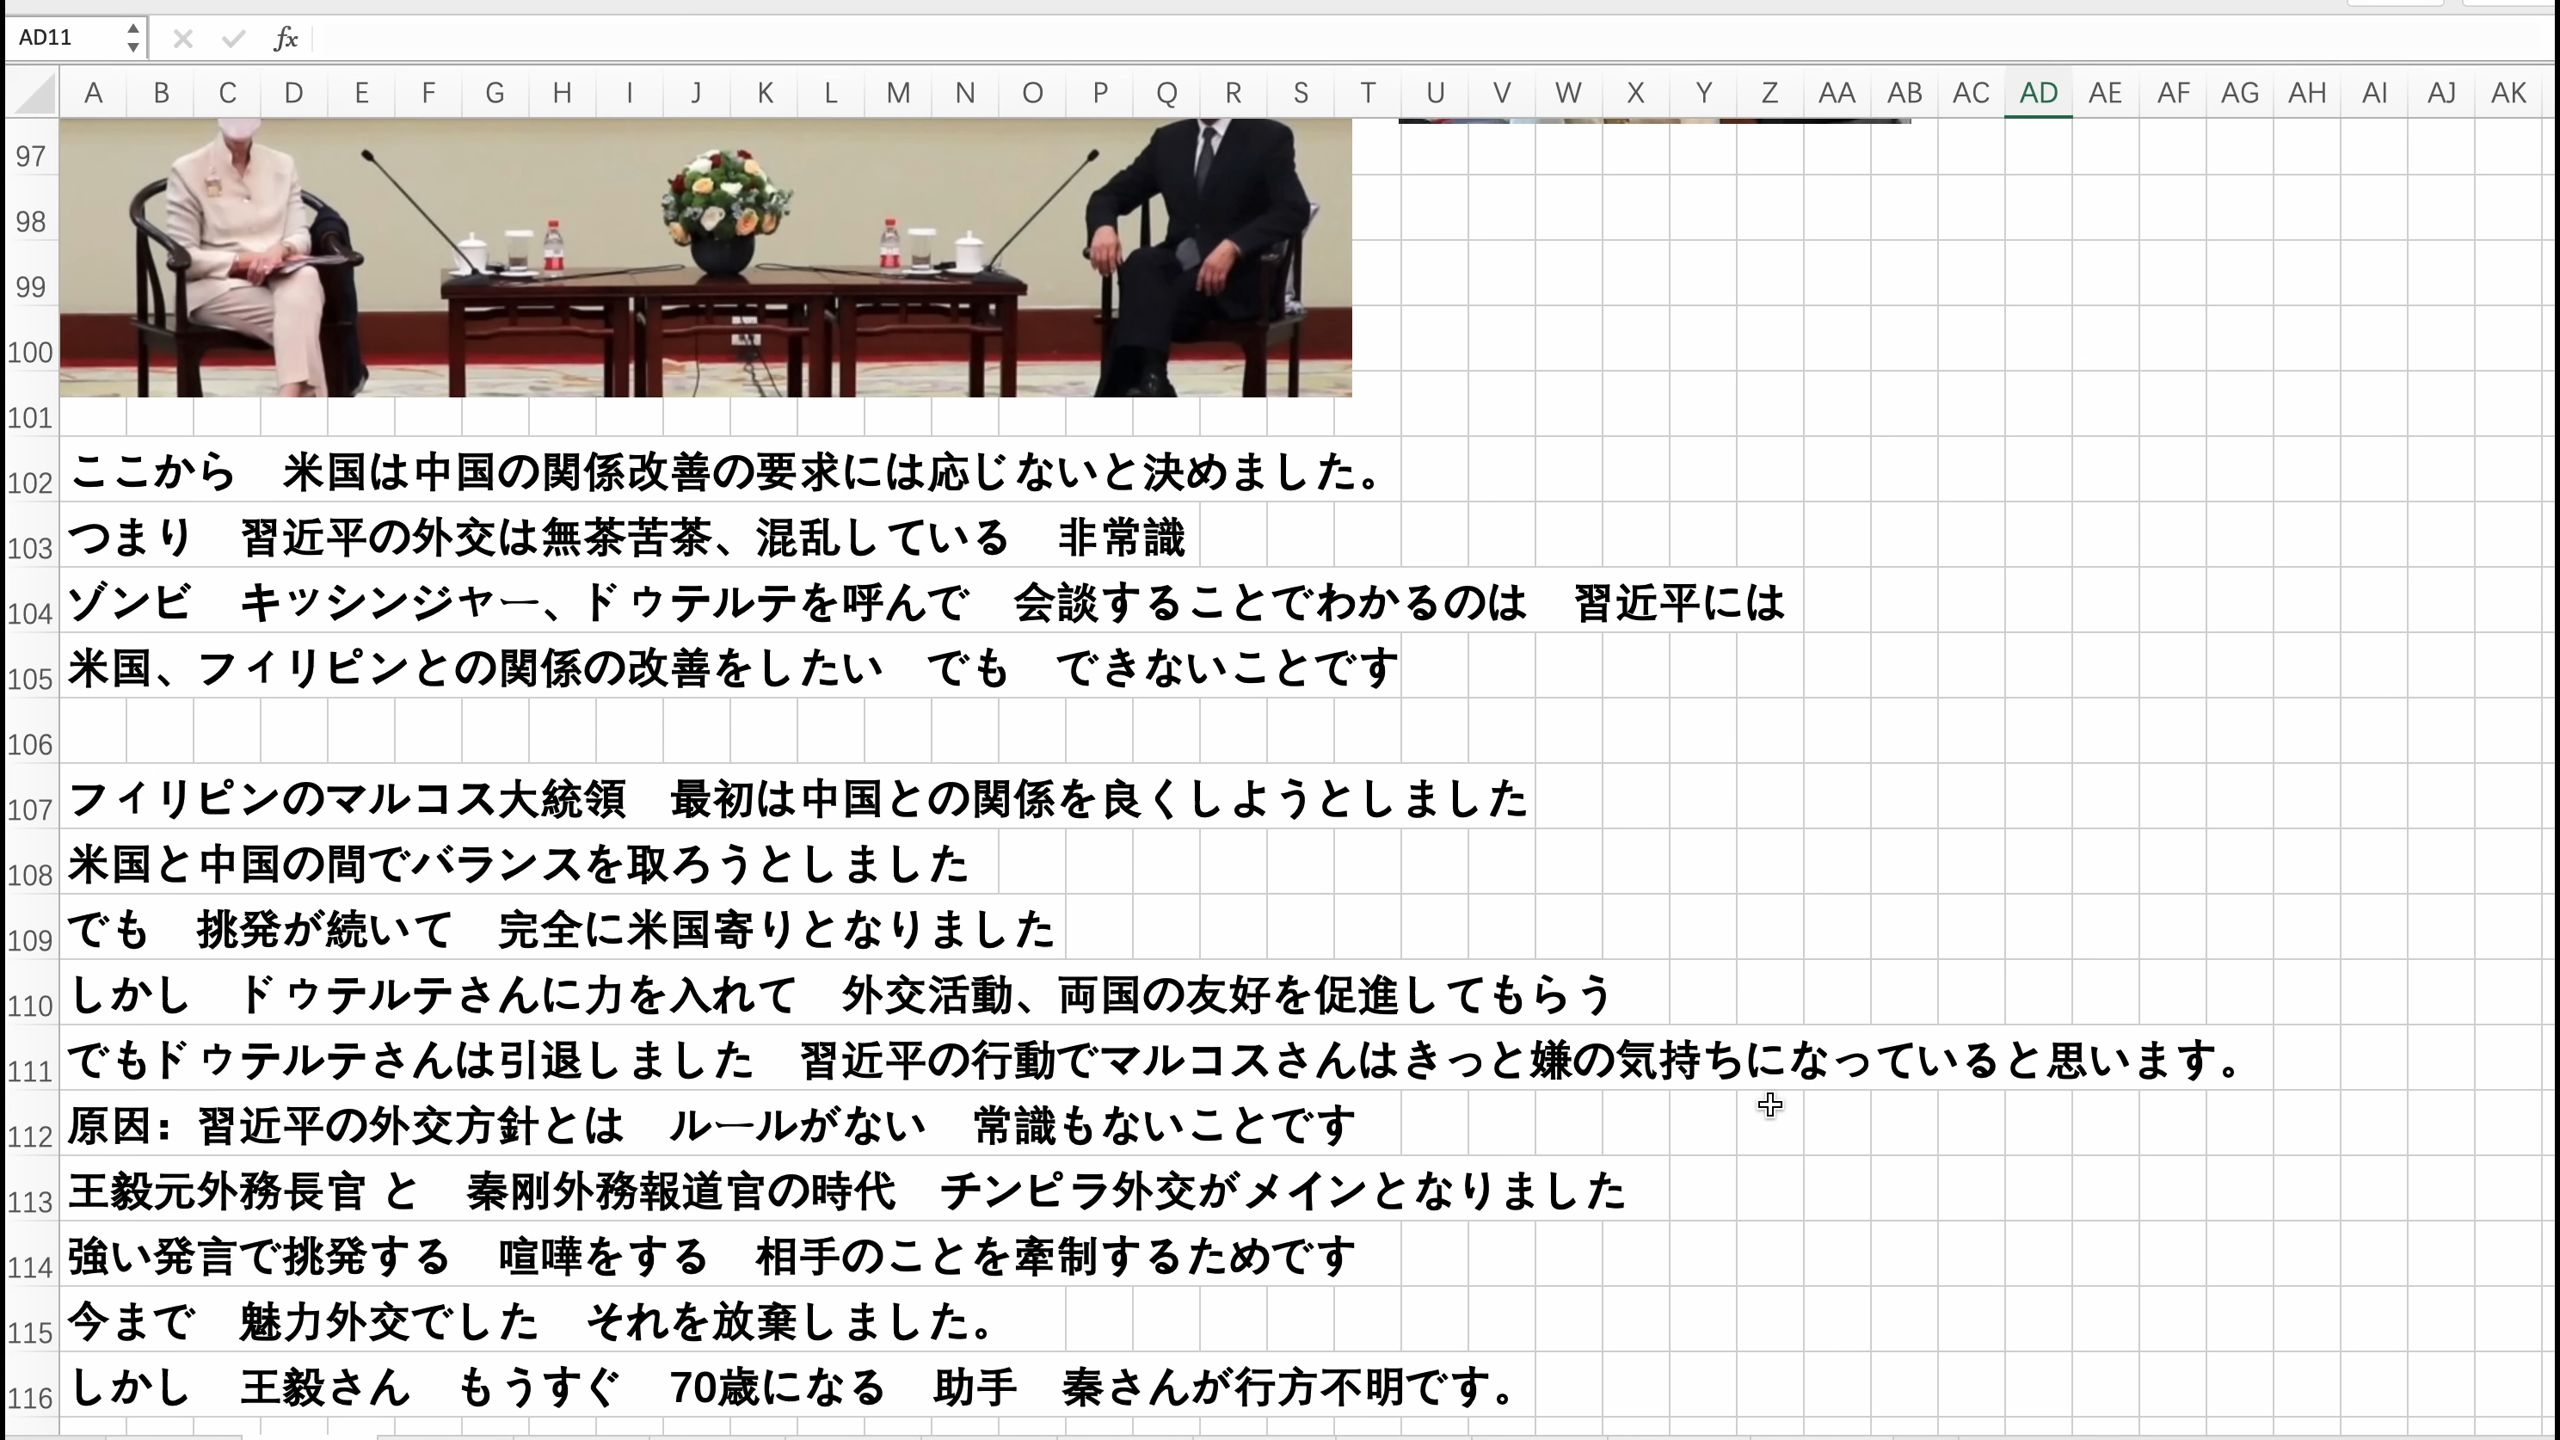 AD11 fx
A B C D E F G H I J K L M N O P Q R S T U V W X Y Z AA AB AC AD AE AF AG AH AI AJ AK
97
98
99
100
101
102 ここから　米国は中国の関係改善の要求には応じないと決めました。
103 つまり　習近平の外交は無茶苦茶、混乱している　非常識
104 ゾンビ　キッシンジャー、ドゥテルテを呼んで　会談することでわかるのは　習近平には
105 米国、フィリピンとの関係の改善をしたい　でも　できないことです
106
107 フィリピンのマルコス大統領　最初は中国との関係を良くしようとしました
108 米国と中国の間でバランスを取ろうとしました
109 でも　挑発が続いて　完全に米国寄りとなりました
110 しかし　ドゥテルテさんに力を入れて　外交活動、両国の友好を促進してもらう
111 でもドゥテルテさんは引退しました　習近平の行動でマルコスさんはきっと嫌の気持ちになっていると思います。
112 原因：習近平の外交方針とは　ルールがない　常識もないことです
113 王毅元外務長官 と　秦剛外務報道官の時代　チンピラ外交がメインとなりました
114 強い発言で挑発する　喧嘩をする　相手のことを牽制するためです
115 今まで　魅力外交でした　それを放棄しました。
116 しかし　王毅さん　もうすぐ　70歳になる　助手　秦さんが行方不明です。